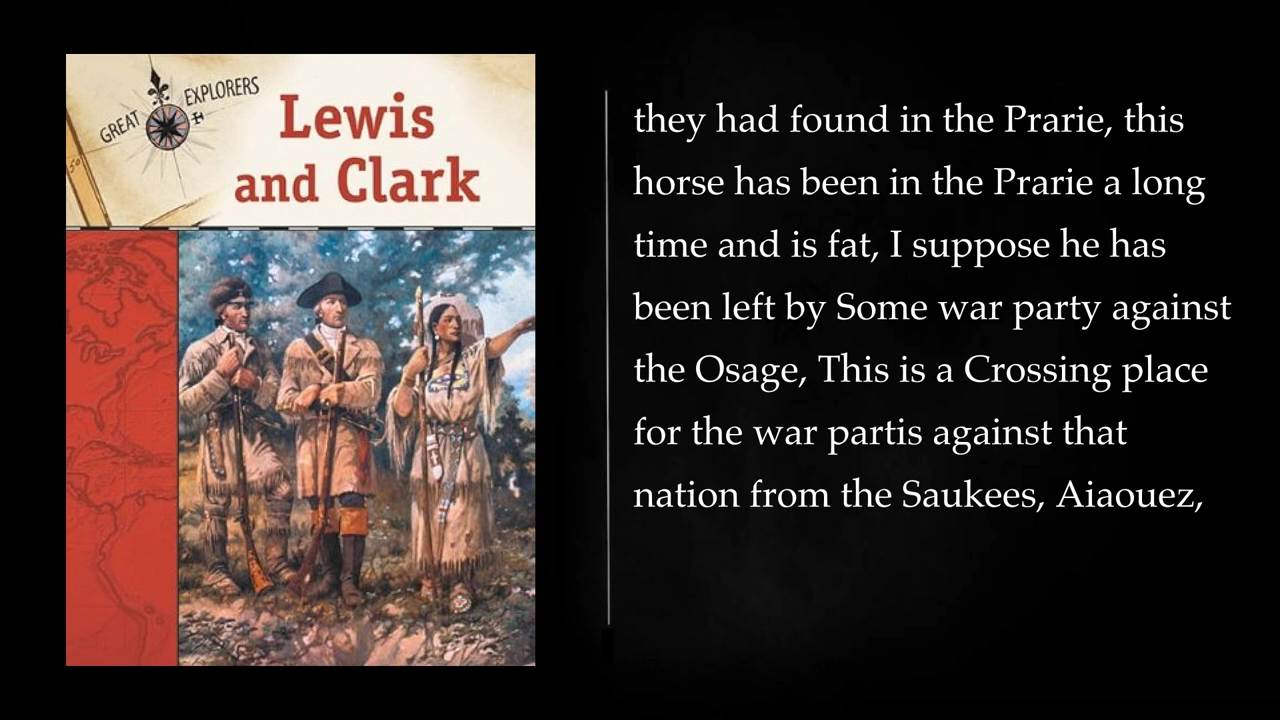 GREAT EXPLORERS
Lewis
and Clark
50
they had found in the Prarie, this
horse has been in the Prarie a long
time and is fat, I suppose he has
been left by Some war party against
the Osage, This is a Crossing place
for the war partis against that
nation from the Saukees, Aiaouez,